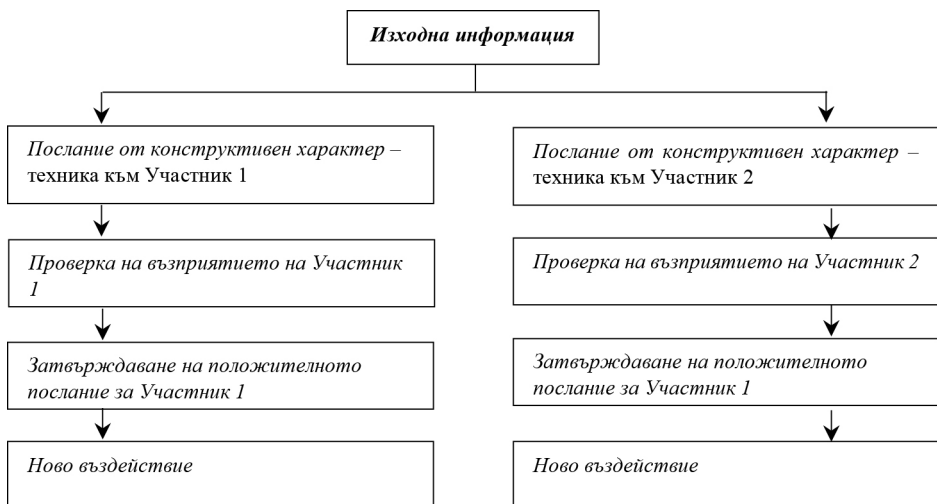 Изходна информация
Послание от конструктивен характер –
техника към Участник 1
Проверка на възприятието на Участник
1
Затвърждаване на положителното
послание за Участник 1
Ново въздействие
Послание от конструктивен характер –
техника към Участник 2
Проверка на възприятието на Участник 2
Затвърждаване на положителното
послание за Участник 1
Ново въздействие